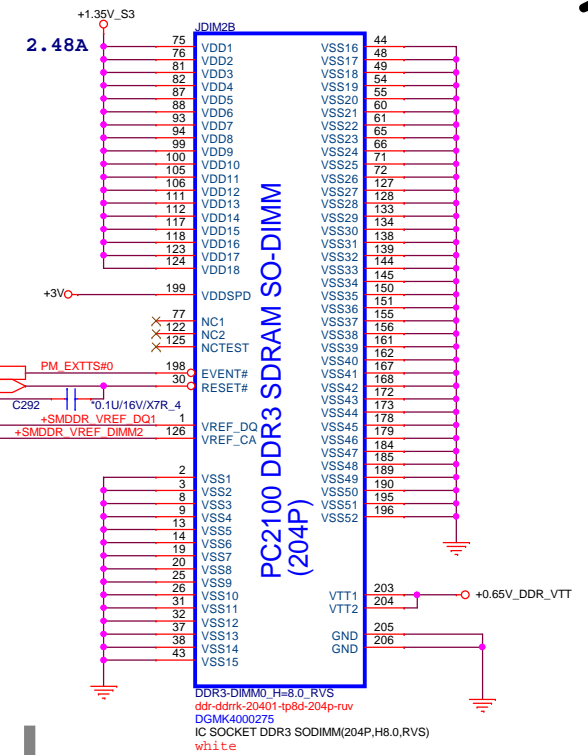 +1.35V_S3
2.48A
JDIM2B
75 VDD1 VSS16 44
76 VDD2 VSS17 48
81 VDD3 VSS18 49
82 VDD4 VSS19 54
87 VDD5 VSS20 55
88 VDD6 VSS21 60
93 VDD7 VSS22 61
94 VDD8 VSS23 65
99 VDD9 VSS24 66
100 VDD10 VSS25 71
105 VDD11 VSS26 72
106 VDD12 VSS27 127
111 VDD13 VSS28 128
112 VDD14 VSS29 133
117 VDD15 VSS30 134
118 VDD16 VSS31 138
123 VDD17 VSS32 139
124 VDD18 VSS33 144
VSS34 145
+3V 199 VDDSPD VSS35 150
VSS36 151
77 NC1 VSS37 155
122 NC2 VSS38 156
125 NCTEST VSS39 161
VSS40 162
PM_EXTTS#0 198 EVENT# VSS41 167
30 RESET# VSS42 168
VSS43 172
C292 *0.1U/16V/X7R_4 VSS44 173
+SMDDR_VREF_DQ1 1 VREF_DQ VSS45 178
+SMDDR_VREF_DIMM2 126 VREF_CA VSS46 179
VSS47 184
VSS48 185
2 VSS1 VSS49 189
3 VSS2 VSS50 190
8 VSS3 VSS51 195
9 VSS4 VSS52 196
13 VSS5
14 VSS6
19 VSS7
20 VSS8
25 VSS9
26 VSS10 VTT1 203 +0.65V_DDR_VTT
31 VSS11 VTT2 204
32 VSS12
37 VSS13 GND 205
38 VSS14 GND 206
43 VSS15
PC2100 DDR3 SDRAM SO-DIMM
(204P)
DDR3-DIMM0_H=8.0_RVS
ddr-ddrrk-20401-tp8d-204p-ruv
DGMK4000275
IC SOCKET DDR3 SODIMM(204P,H8.0,RVS)
white